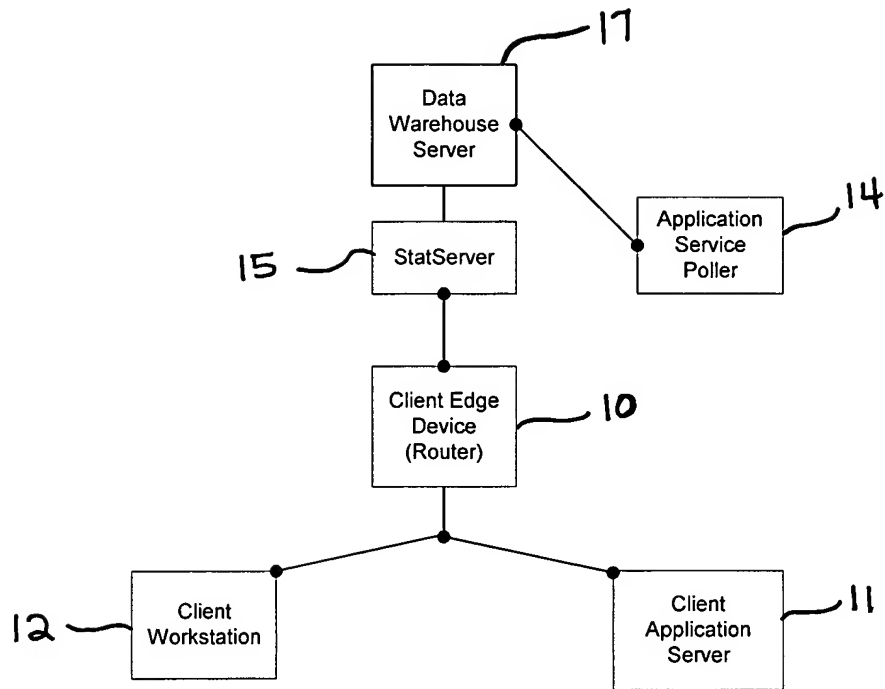 17
Data
Warehouse
Server
14
Application
Service
Poller
15
StatServer
10
Client Edge
Device
(Router)
12
Client
Workstation
11
Client
Application
Server